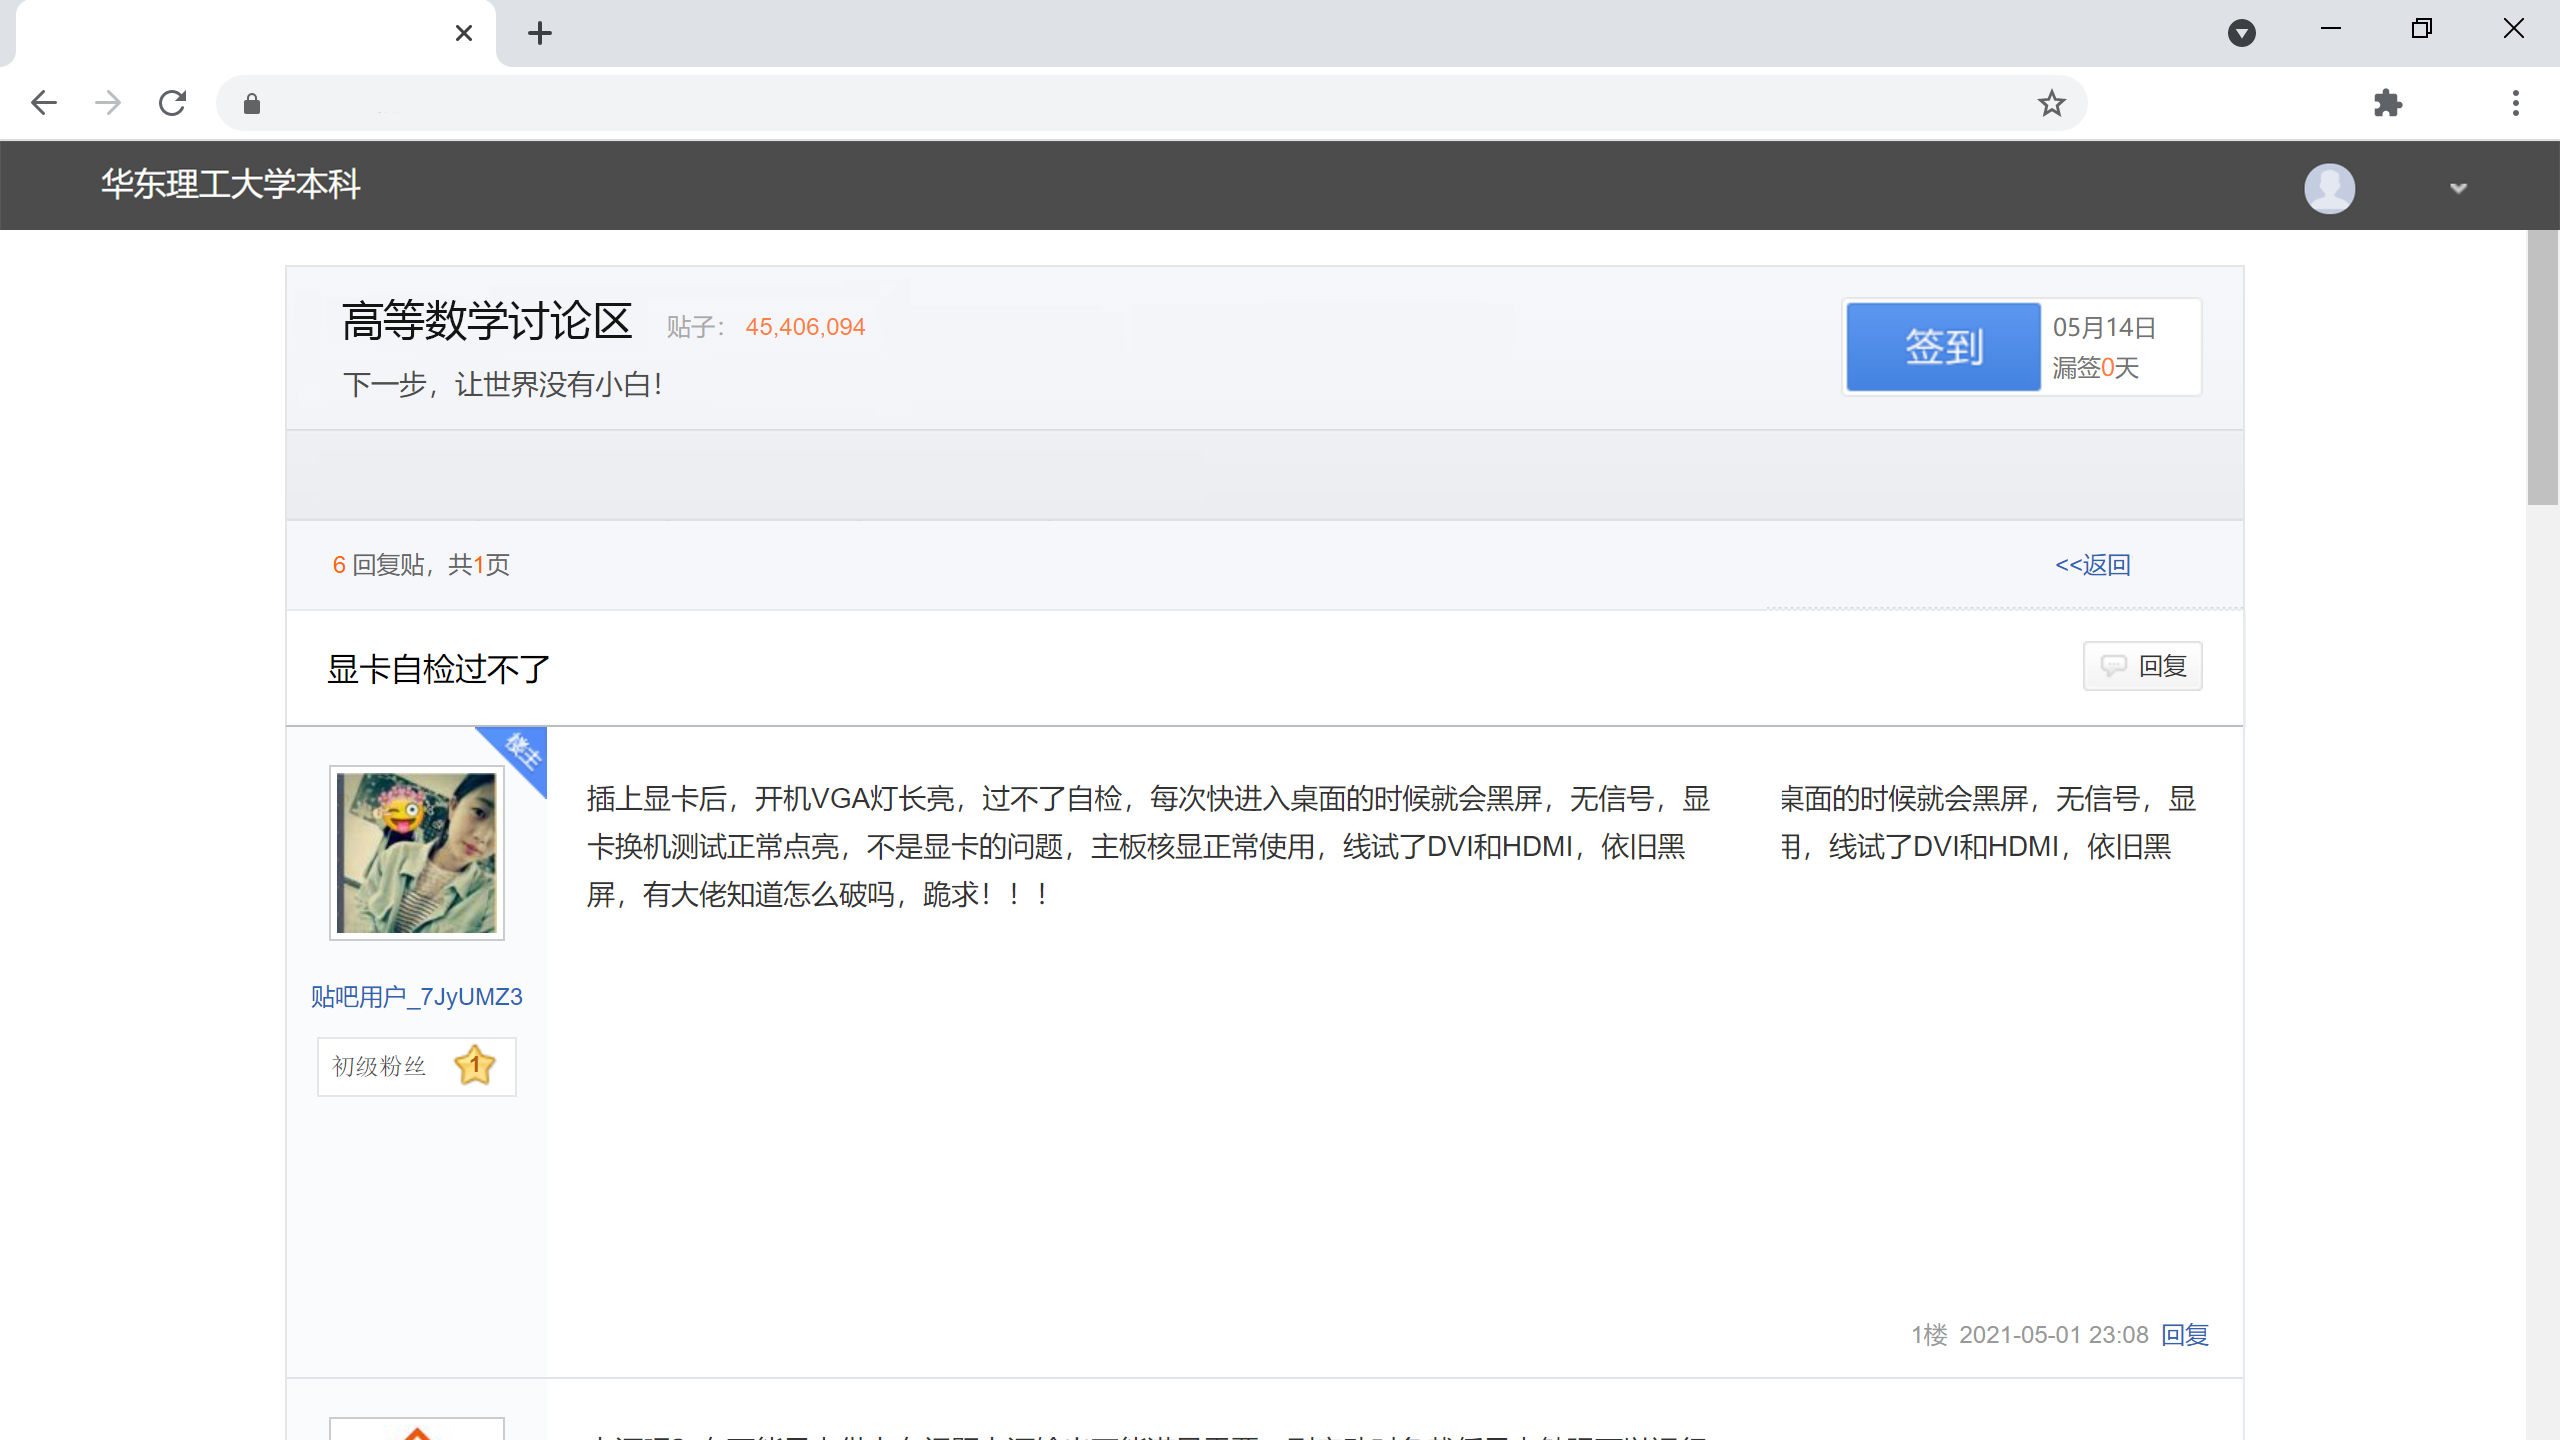 华东理工大学本科
高等数学讨论区 贴子： 45,406,094
下一步，让世界没有小白！
签到
05月14日
漏签0天
6 回复贴，共1页
<<返回
显卡自检过不了
回复
楼主
插上显卡后，开机VGA灯长亮，过不了自检，每次快进入桌面的时候就会黑屏，无信号，显
卡换机测试正常点亮，不是显卡的问题，主板核显正常使用，线试了DVI和HDMI，依旧黑
屏，有大佬知道怎么破吗，跪求！！！
桌面的时候就会黑屏，无信号，显
用，线试了DVI和HDMI，依旧黑
贴吧用户_7JyUMZ3
初级粉丝 1
1楼 2021-05-01 23:08 回复